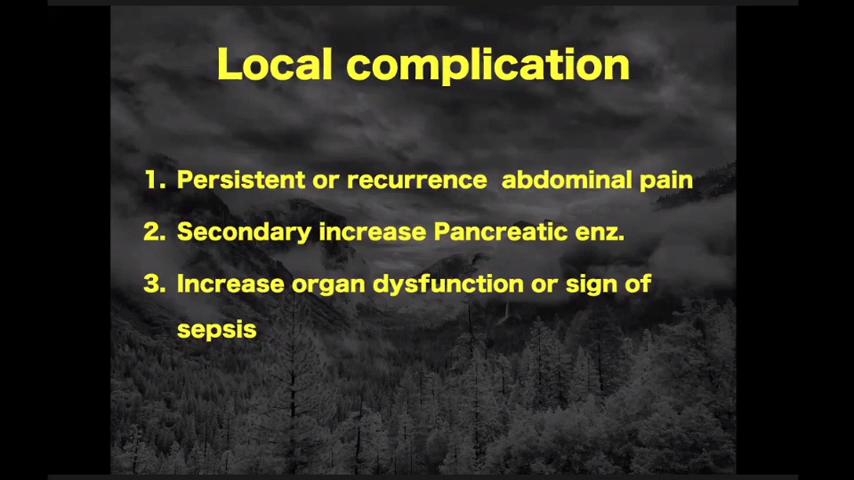 Local complication
1. Persistent or recurrence abdominal pain
2. Secondary increase Pancreatic enz.
3. Increase organ dysfunction or sign of
sepsis